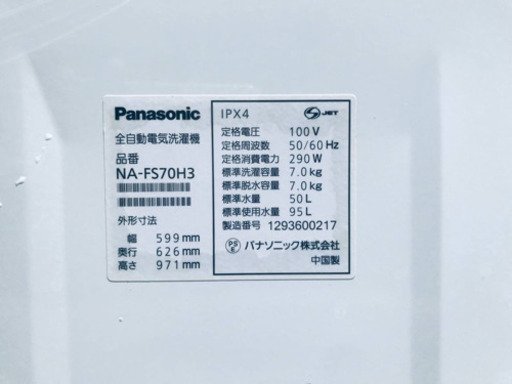 Panasonic
全自動電気洗濯機
品番
NA-FS70H3
外形寸法
幅 599mm
奥行 626mm
高さ 971mm
IPX4
S-JET
定格電圧 100V
定格周波数 50/60Hz
定格消費電力 290W
標準洗濯容量 7.0kg
標準脱水容量 7.0kg
標準水量 50L
標準使用水量 95L
製造番号 1293600217
PSE パナソニック株式会社
中国製